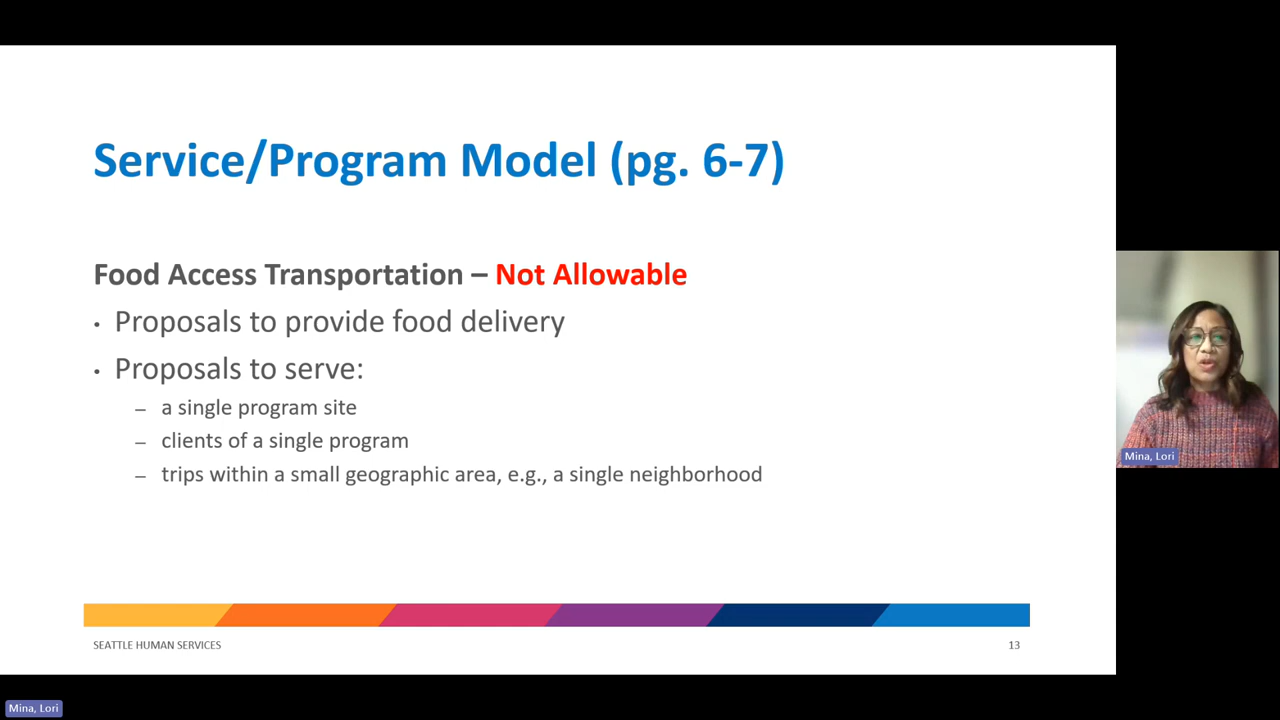 Service/Program Model (pg. 6-7)
Food Access Transportation – Not Allowable
• Proposals to provide food delivery
• Proposals to serve:
– a single program site
– clients of a single program
– trips within a small geographic area, e.g., a single neighborhood
SEATTLE HUMAN SERVICES
13
Mina, Lori
Mina, Lori